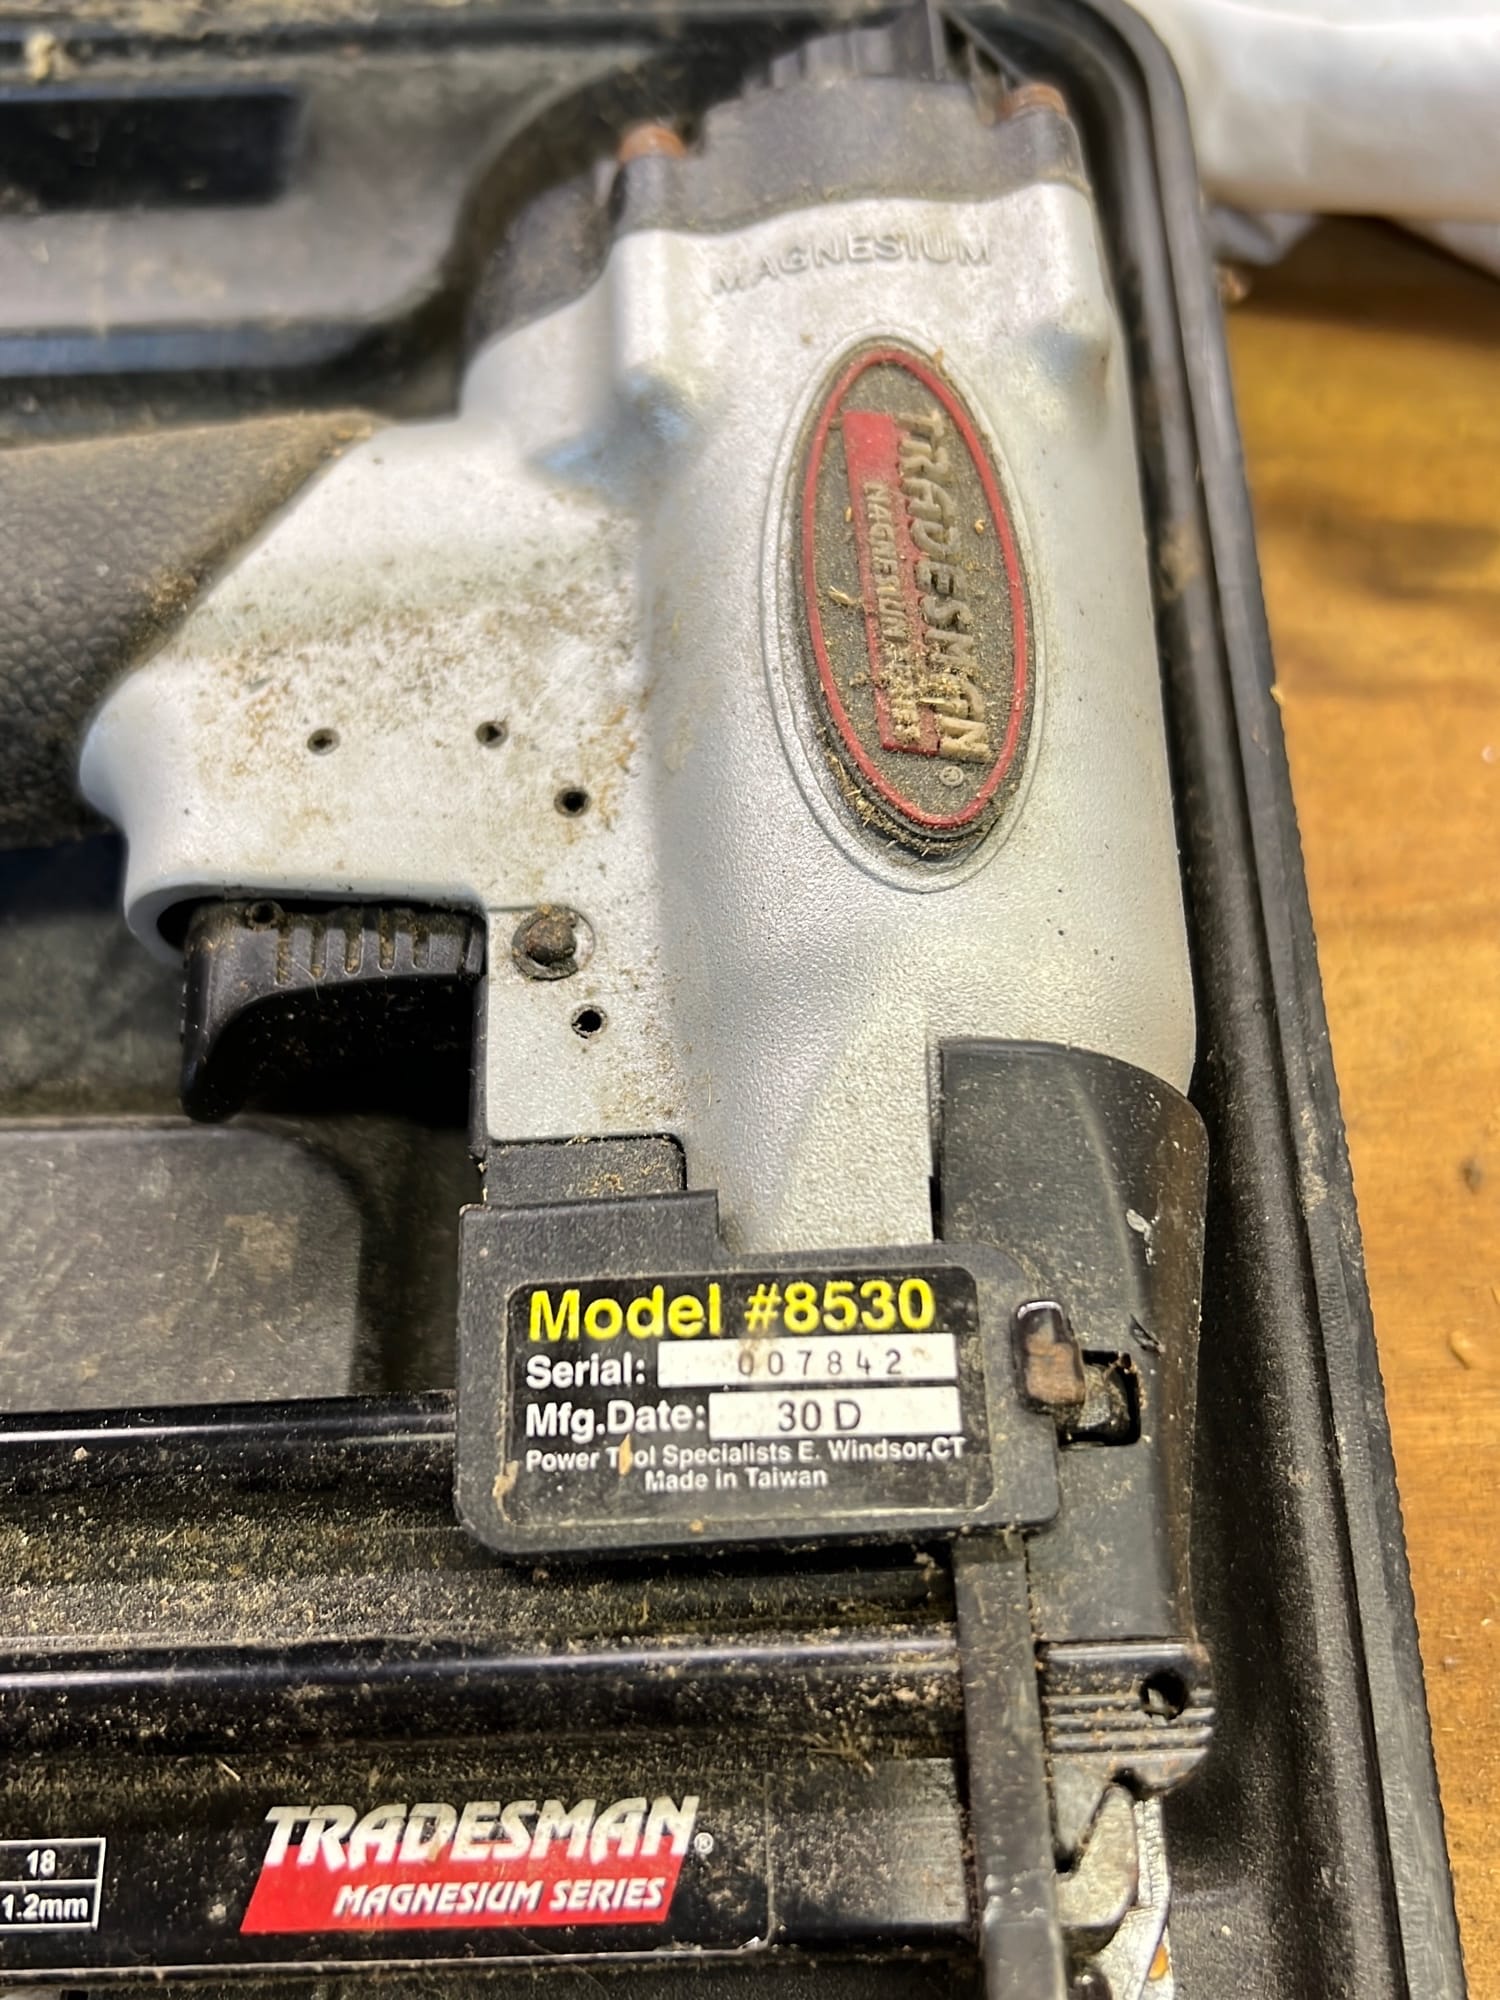 MAGNESIUM
TRADESMAN®
MAGNESIUM SERIES
Model #8530
Serial: 007842
Mfg.Date: 30 D
Power Tool Specialists E. Windsor,CT
Made in Taiwan
TRADESMAN®
MAGNESIUM SERIES
18
1.2mm